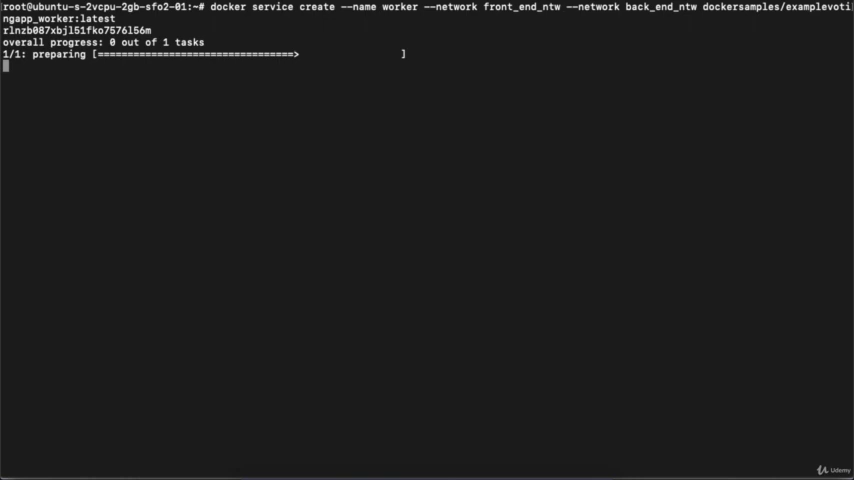 root@ubuntu-s-2vcpu-2gb-sfo2-01:~# docker service create --name worker --network front_end_ntw --network back_end_ntw dockersamples/examplevoti
ngapp_worker:latest
rlnzb087xbjl51fko7576l56m
overall progress: 0 out of 1 tasks
1/1: preparing [=================================>                 ]
Udemy